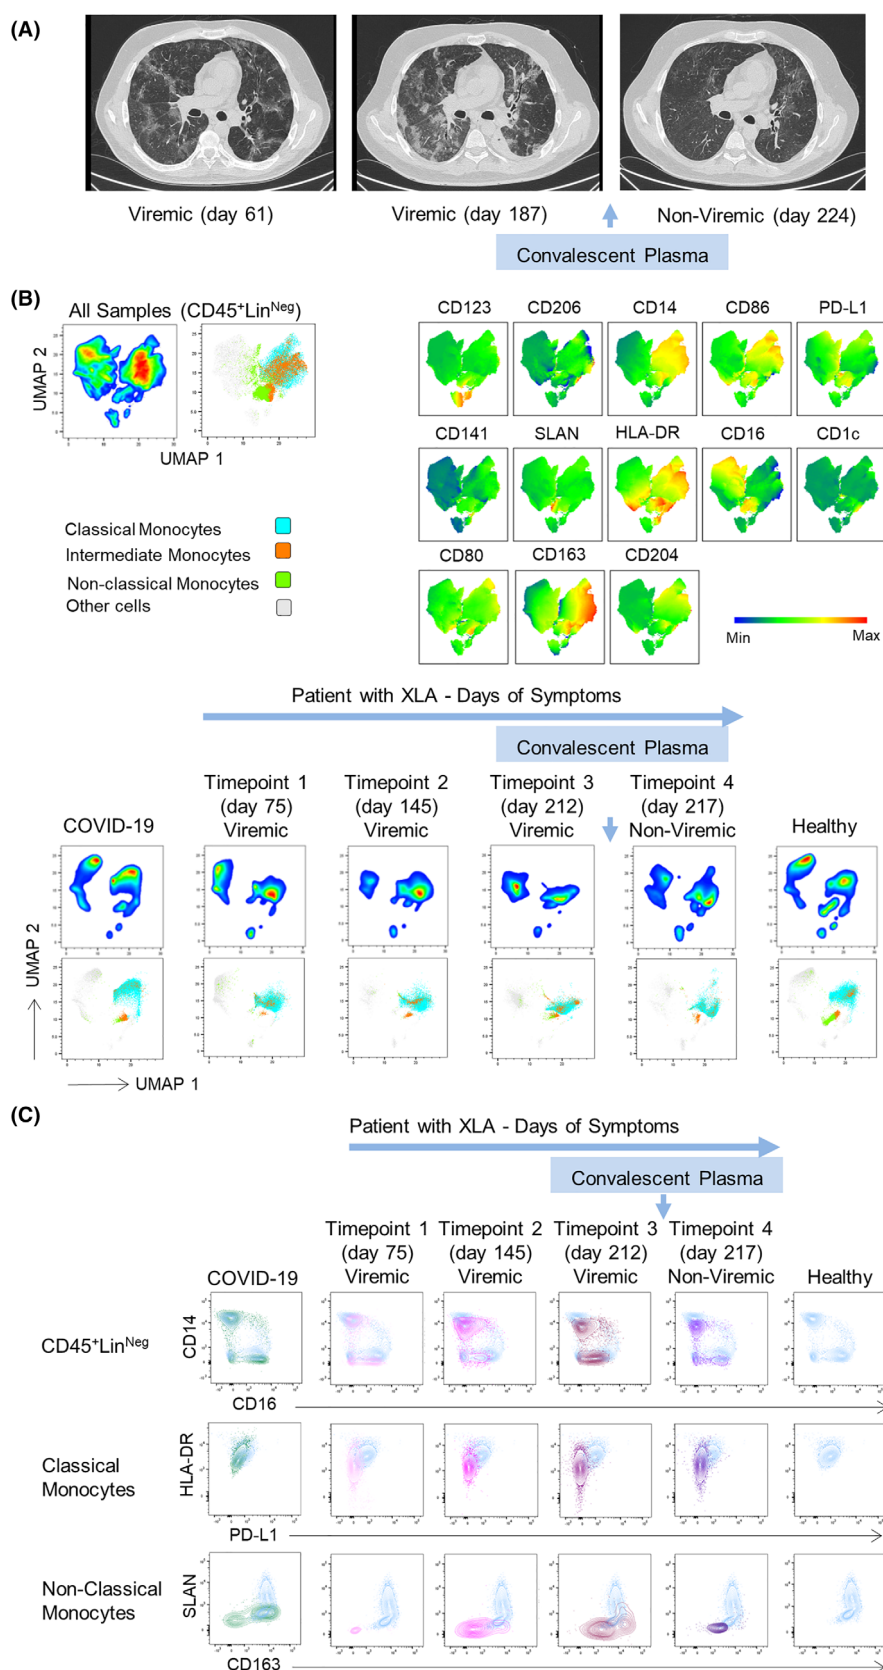 (A)
Viremic (day 61)
Viremic (day 187)
Non-Viremic (day 224)
Convalescent Plasma
(B)
All Samples (CD45+LinNeg)
UMAP 2
UMAP 1
Classical Monocytes
Intermediate Monocytes
Non-classical Monocytes
Other cells
CD123
CD206
CD14
CD86
PD-L1
CD141
SLAN
HLA-DR
CD16
CD1c
CD80
CD163
CD204
Min
Max
Patient with XLA - Days of Symptoms
Convalescent Plasma
COVID-19
Timepoint 1
(day 75)
Viremic
Timepoint 2
(day 145)
Viremic
Timepoint 3
(day 212)
Viremic
Timepoint 4
(day 217)
Non-Viremic
Healthy
UMAP 2
UMAP 1
(C)
Patient with XLA - Days of Symptoms
Convalescent Plasma
COVID-19
Timepoint 1
(day 75)
Viremic
Timepoint 2
(day 145)
Viremic
Timepoint 3
(day 212)
Viremic
Timepoint 4
(day 217)
Non-Viremic
Healthy
CD45+LinNeg
CD14
CD16
Classical
Monocytes
HLA-DR
PD-L1
Non-Classical
Monocytes
SLAN
CD163